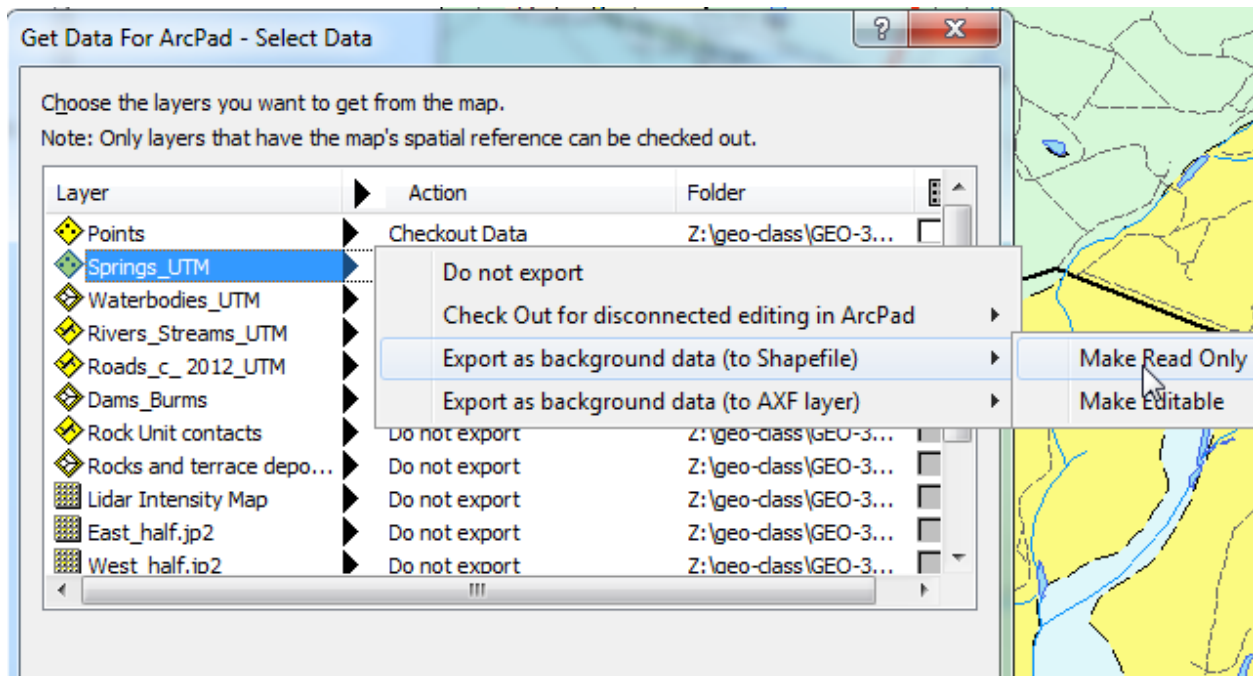 Get Data For ArcPad - Select Data
Choose the layers you want to get from the map.
Note: Only layers that have the map's spatial reference can be checked out.
Layer Action Folder
Points Checkout Data Z:\geo-class\GEO-3...
Springs_UTM
Do not export
Waterbodies_UTM
Check Out for disconnected editing in ArcPad
Rivers_Streams_UTM
Roads_c_ 2012_UTM
Export as background data (to Shapefile) Make Read Only
Dams_Burms
Export as background data (to AXF layer) Make Editable
Rock Unit contacts Do not export Z:\geo-class\GEO-3...
Rocks and terrace depo... Do not export Z:\geo-class\GEO-3...
Lidar Intensity Map Do not export Z:\geo-class\GEO-3...
East_half.jp2 Do not export Z:\geo-class\GEO-3...
West_half.jp2 Do not export Z:\geo-class\GEO-3...